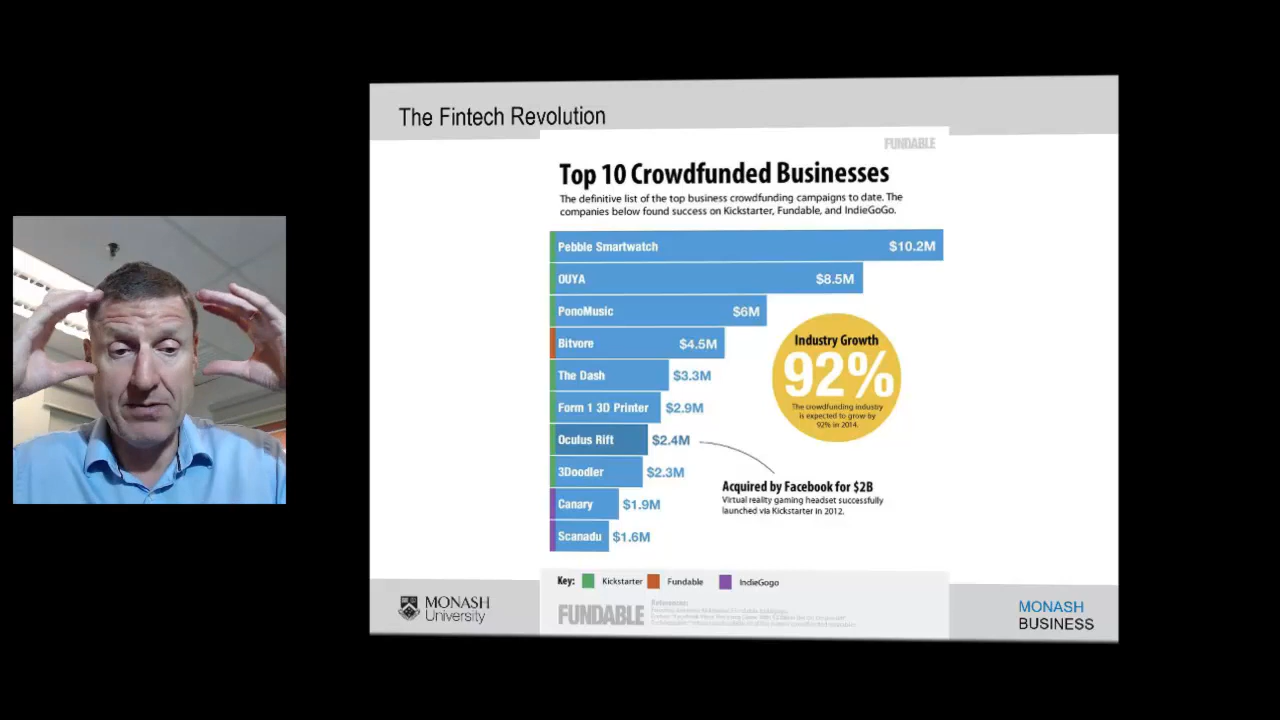 The Fintech Revolution
FUNDABLE
Top 10 Crowdfunded Businesses
The definitive list of the top business crowdfunding campaigns to date. The
companies below found success on Kickstarter, Fundable, and IndieGoGo.
Pebble Smartwatch $10.2M
OUYA $8.5M
PonoMusic $6M
Bitvore $4.5M
The Dash $3.3M
Form 1 3D Printer $2.9M
Oculus Rift $2.4M
3Doodler $2.3M
Canary $1.9M
Scanadu $1.6M
Industry Growth
92%
The crowdfunding industry
is expected to grow by
92% in 2014.
Acquired by Facebook for $2B
Virtual reality gaming headset successfully
launched via Kickstarter in 2012.
Key: Kickstarter Fundable IndieGogo
FUNDABLE
References:
MONASH
University
MONASH
BUSINESS